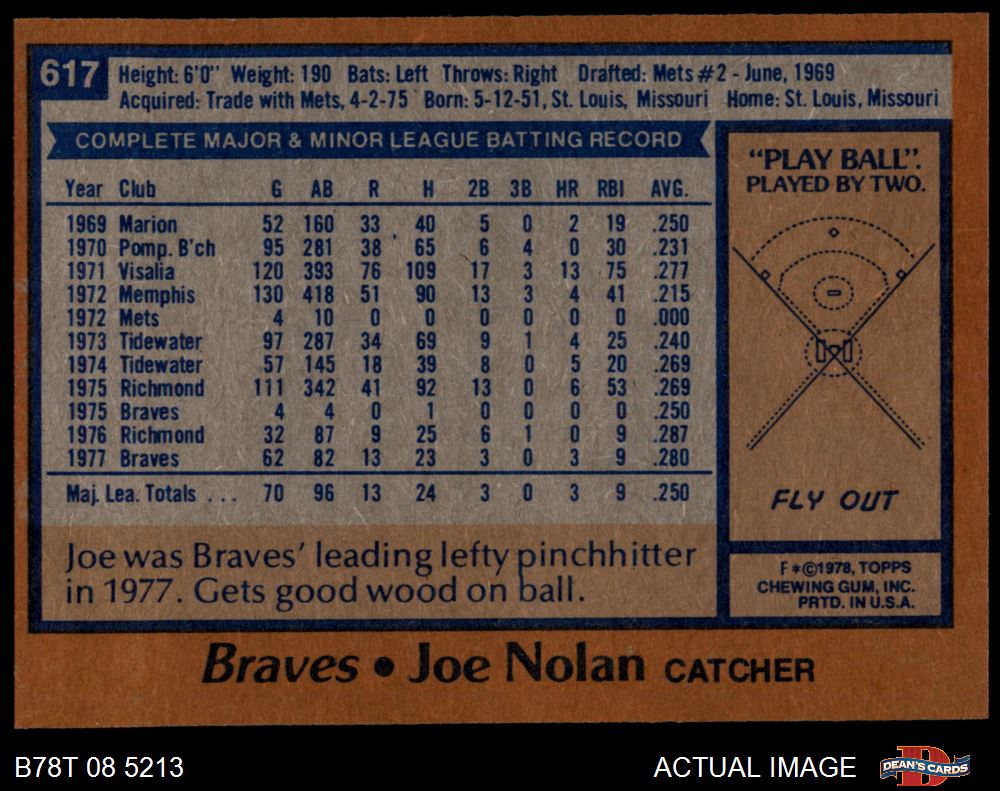 617
Height: 6'0" Weight: 190 Bats: Left Throws: Right Drafted: Mets #2 - June, 1969
Acquired: Trade with Mets, 4-2-75 Born: 5-12-51, St. Louis, Missouri Home: St. Louis, Missouri
COMPLETE MAJOR & MINOR LEAGUE BATTING RECORD
Year Club G AB R H 2B 3B HR RBI AVG.
1969 Marion 52 160 33 40 5 0 2 19 .250
1970 Pomp. B'ch 95 281 38 65 6 4 0 30 .231
1971 Visalia 120 393 76 109 17 3 13 75 .277
1972 Memphis 130 418 51 90 13 3 4 41 .215
1972 Mets 4 10 0 0 0 0 0 0 .000
1973 Tidewater 97 287 34 69 9 1 4 25 .240
1974 Tidewater 57 145 18 39 8 0 5 20 .269
1975 Richmond 111 342 41 92 13 0 6 53 .269
1975 Braves 4 4 0 1 0 0 0 0 .250
1976 Richmond 32 87 9 25 6 1 0 9 .287
1977 Braves 62 82 13 23 3 0 3 9 .280
Maj. Lea. Totals . . . 70 96 13 24 3 0 3 9 .250
Joe was Braves' leading lefty pinchhitter
in 1977. Gets good wood on ball.
"PLAY BALL".
PLAYED BY TWO.
FLY OUT
F*©1978, TOPPS
CHEWING GUM, INC.
PRTD. IN U.S.A.
Braves • Joe Nolan CATCHER
B78T 08 5213
ACTUAL IMAGE
D
DEAN'S CARDS